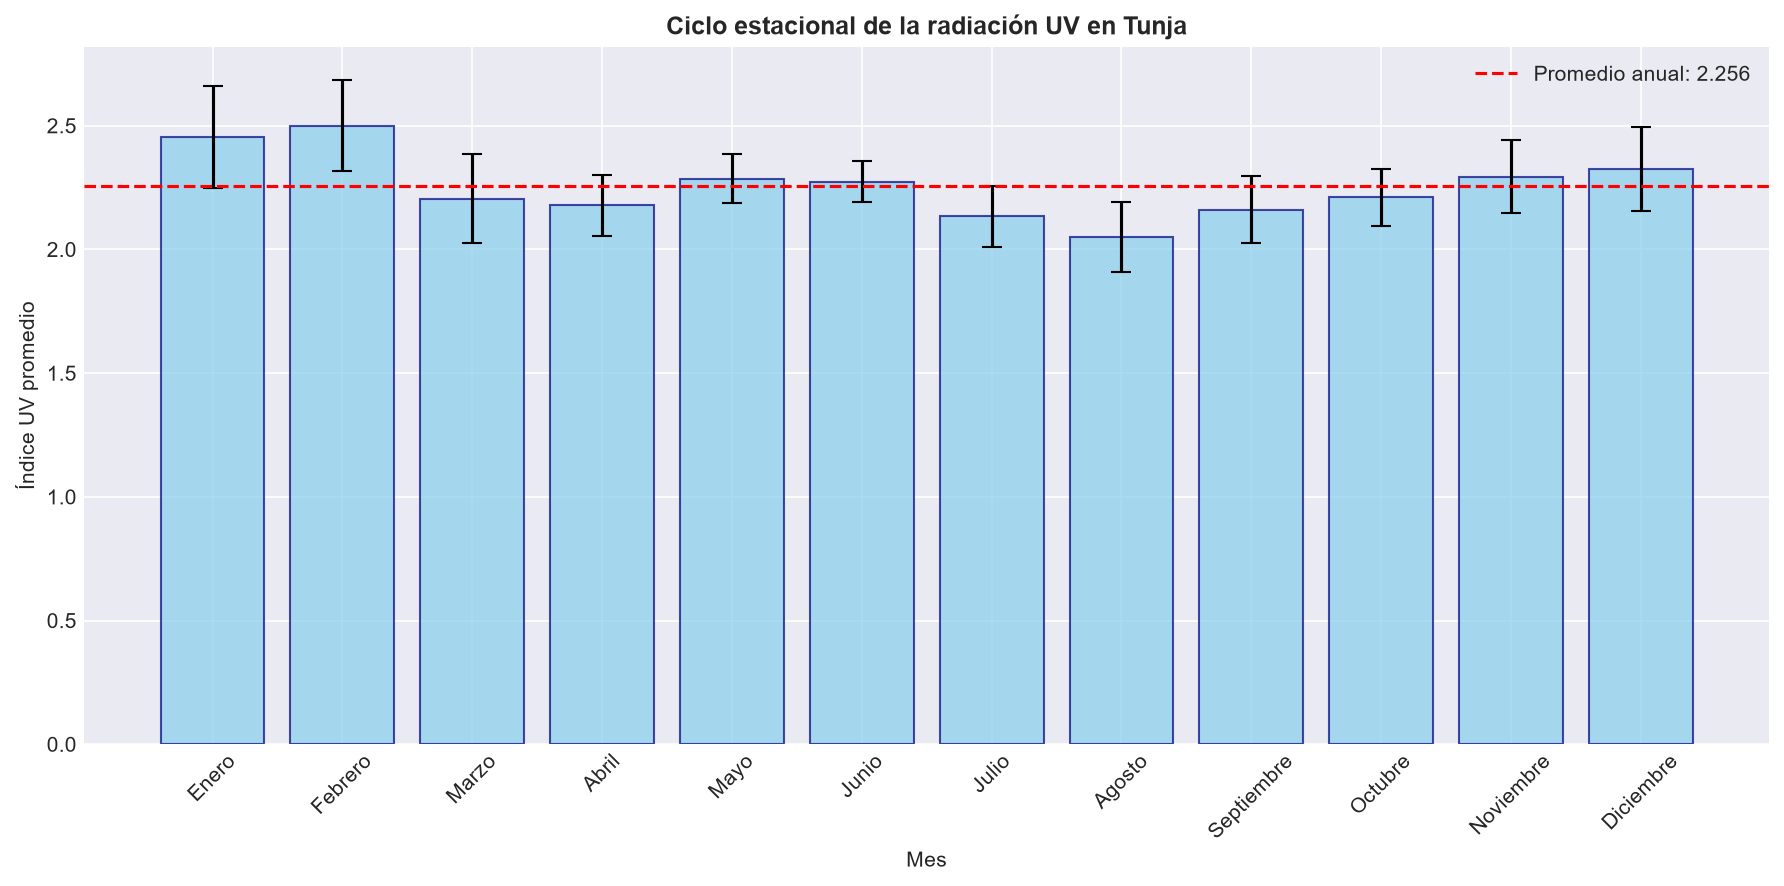 Ciclo estacional de la radiación UV en Tunja
Promedio anual: 2.256
Índice UV promedio
2.5
2.0
1.5
1.0
0.5
0.0
Enero
Febrero
Marzo
Abril
Mayo
Junio
Julio
Agosto
Septiembre
Octubre
Noviembre
Diciembre
Mes